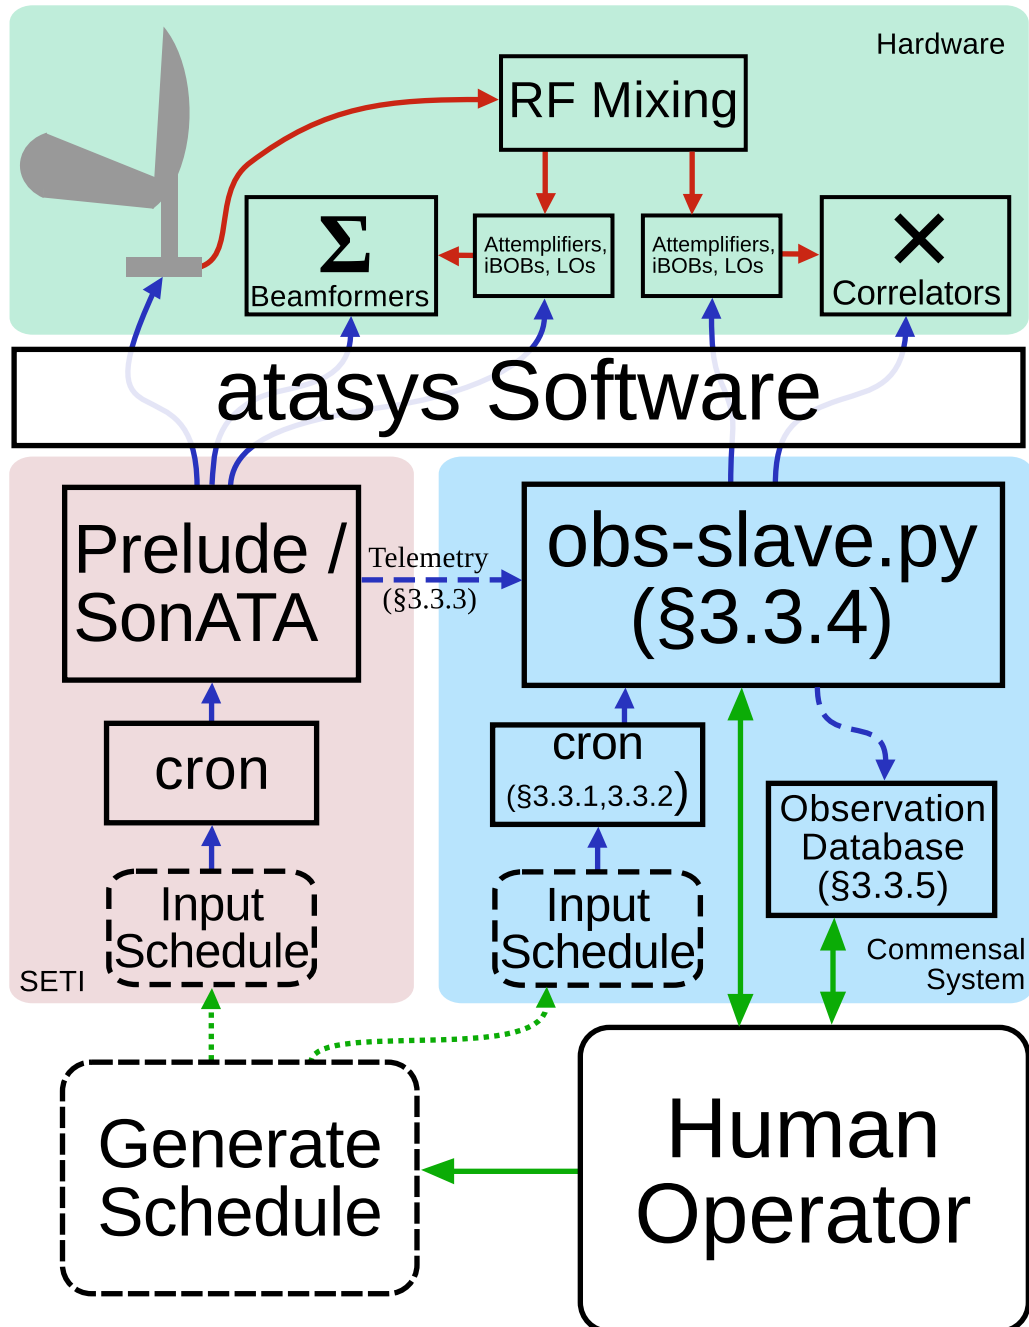 Hardware
RF Mixing
Σ
Beamformers
Attemplifiers,
iBOBs, LOs
Attemplifiers,
iBOBs, LOs
×
Correlators
atasys Software
Prelude /
SonATA
Telemetry
(§3.3.3)
obs-slave.py
(§3.3.4)
cron
cron
(§3.3.1,3.3.2)
Observation
Database
(§3.3.5)
Input
Schedule
Input
Schedule
SETI
Commensal
System
Generate
Schedule
Human
Operator